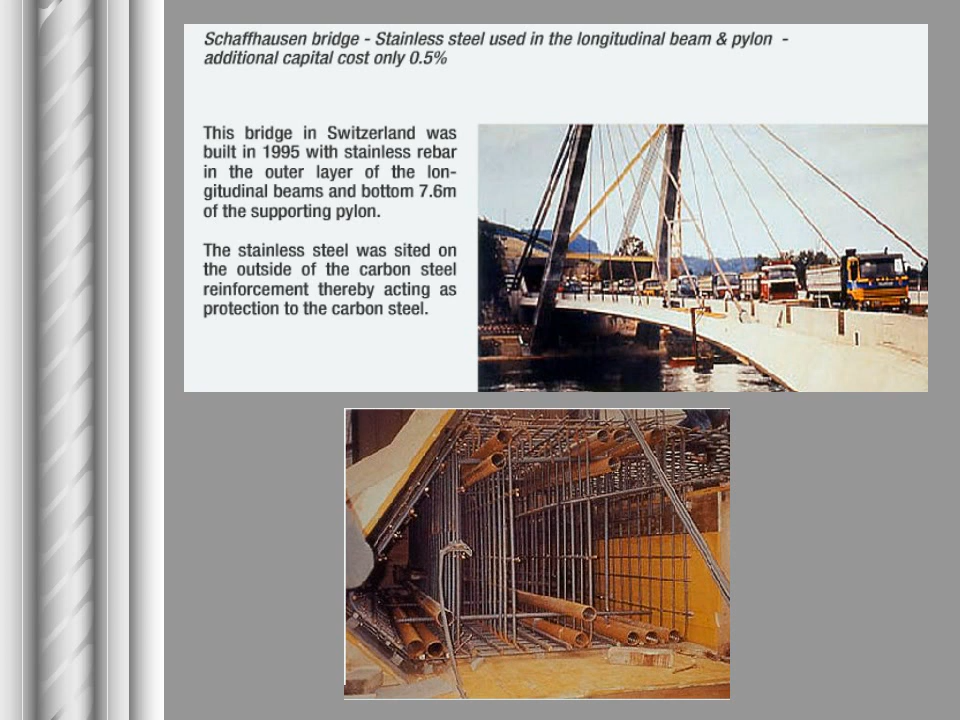 Schaffhausen bridge - Stainless steel used in the longitudinal beam & pylon -
additional capital cost only 0.5%
This bridge in Switzerland was
built in 1995 with stainless rebar
in the outer layer of the lon-
gitudinal beams and bottom 7.6m
of the supporting pylon.
The stainless steel was sited on
the outside of the carbon steel
reinforcement thereby acting as
protection to the carbon steel.